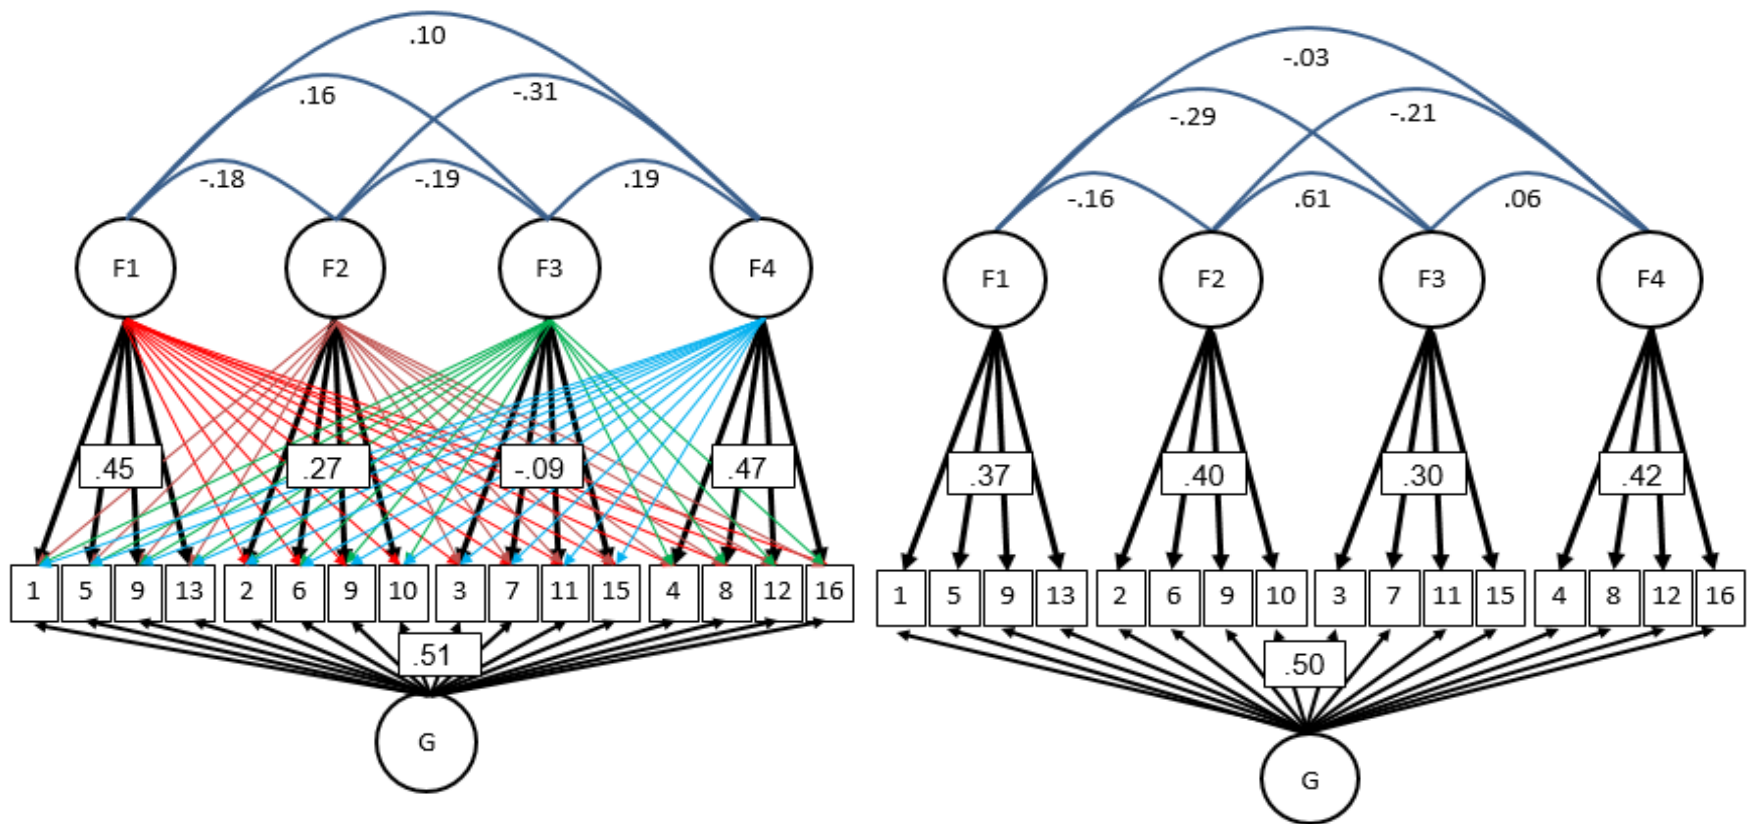 .10
.16 -.31
-.18 -.19 .19
F1 F2 F3 F4
.45 .27 -.09 .47
1 5 9 13 2 6 9 10 3 7 11 15 4 8 12 16
.51
G
-.03
-.29 -.21
-.16 .61 .06
F1 F2 F3 F4
.37 .40 .30 .42
1 5 9 13 2 6 9 10 3 7 11 15 4 8 12 16
.50
G